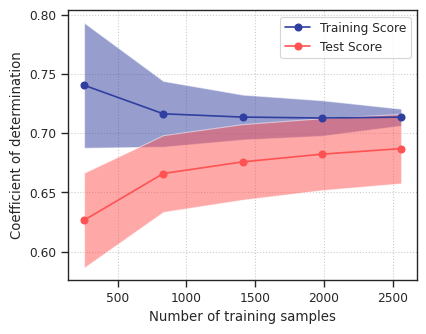 Coefficient of determination
0.80
0.75
0.70
0.65
0.60
Training Score
Test Score
500
1000
1500
2000
2500
Number of training samples